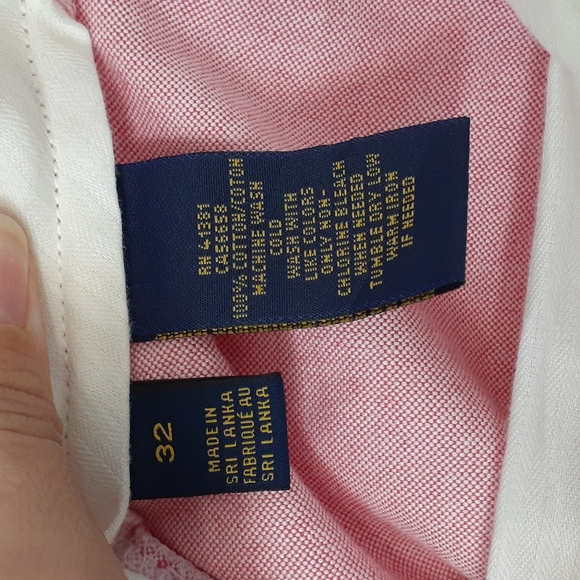 RN 41381
CA56658
100% COTTON/COTON
MACHINE WASH
COLD
WASH WITH
LIKE COLORS
ONLY NON
CHLORINE BLEACH
WHEN NEEDED
TUMBLE DRY LOW
WARM IRON
IF NEEDED
32
MADE IN
SRI LANKA
FABRIQUÉ AU
SRI LANKA